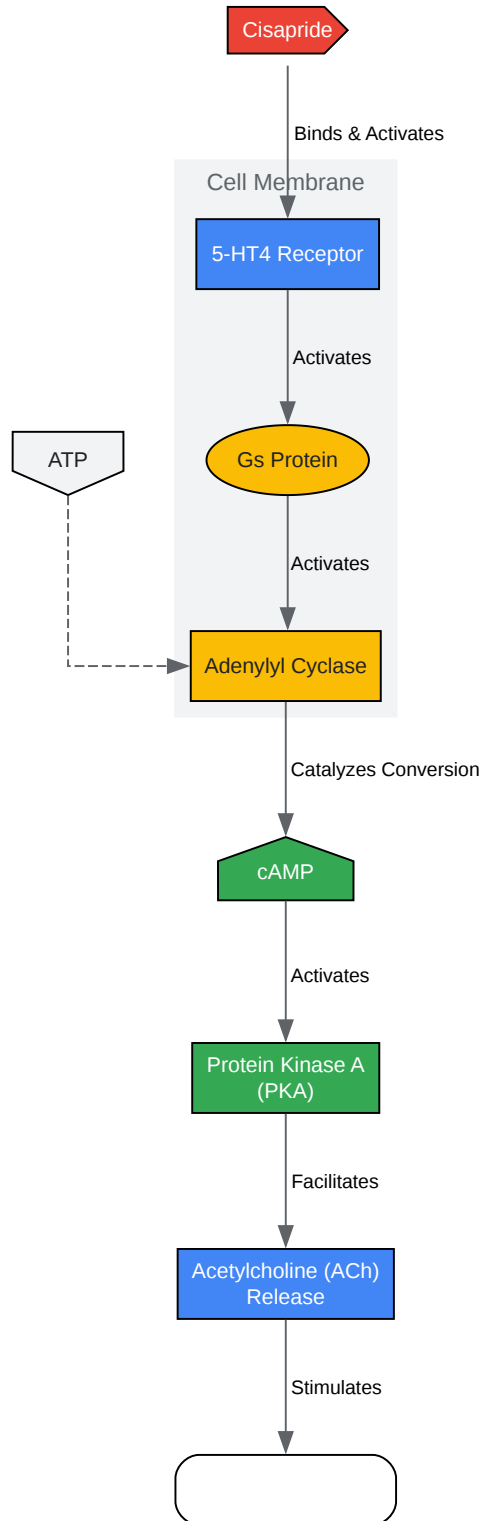 Cisapride
Binds & Activates
Cell Membrane
5-HT4 Receptor
Activates
ATP
Gs Protein
Activates
Adenylyl Cyclase
Catalyzes Conversion
cAMP
Activates
Protein Kinase A
(PKA)
Facilitates
Acetylcholine (ACh)
Release
Stimulates